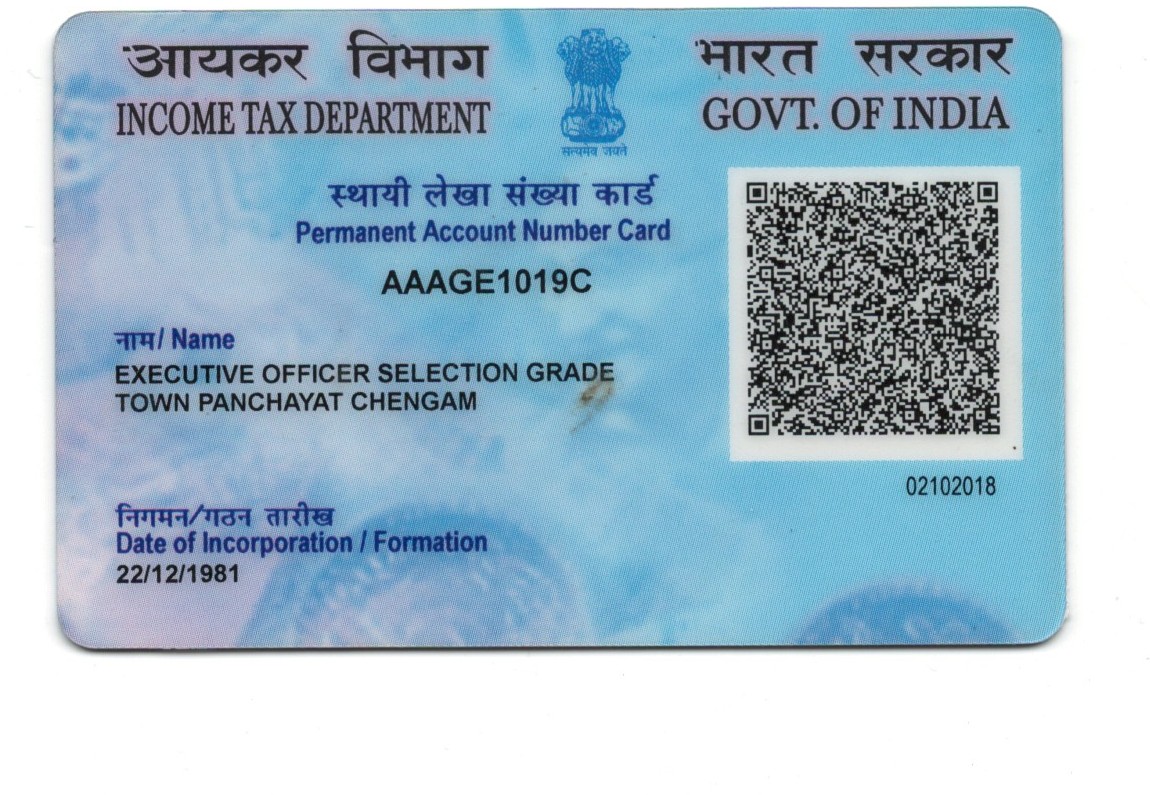 आयकर विभाग
INCOME TAX DEPARTMENT
सत्यमेव जयते
भारत सरकार
GOVT. OF INDIA
स्थायी लेखा संख्या कार्ड
Permanent Account Number Card
AAAGE1019C
नाम/ Name
EXECUTIVE OFFICER SELECTION GRADE
TOWN PANCHAYAT CHENGAM
02102018
निगमन/गठन तारीख
Date of Incorporation / Formation
22/12/1981